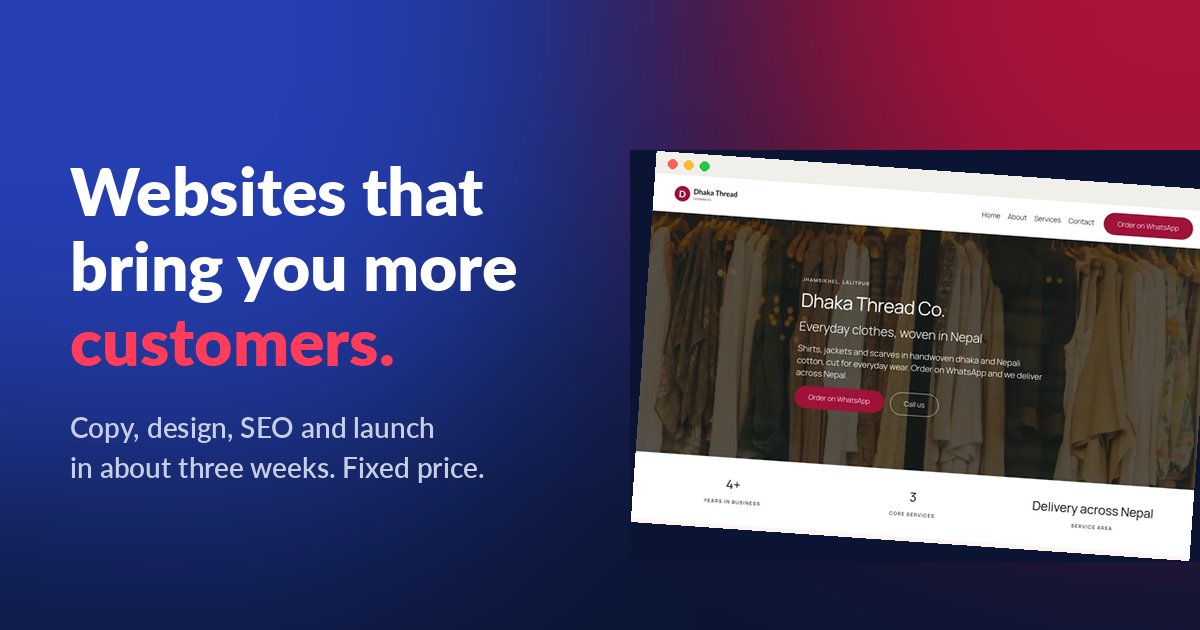 Websites that
bring you more
customers.
Copy, design, SEO and launch
in about three weeks. Fixed price.
D
Dhaka Thread
Home About Services Contact Order on WhatsApp
JHAMSIKHEL, LALITPUR
Dhaka Thread Co.
Everyday clothes, woven in Nepal
Shirts, jackets and scarves in handwoven dhaka and Nepali
cotton, cut for everyday wear. Order on WhatsApp and we deliver
across Nepal.
Order on WhatsApp Call us
4+
YEARS IN BUSINESS
3
CORE SERVICES
Delivery across Nepal
SERVICE AREA